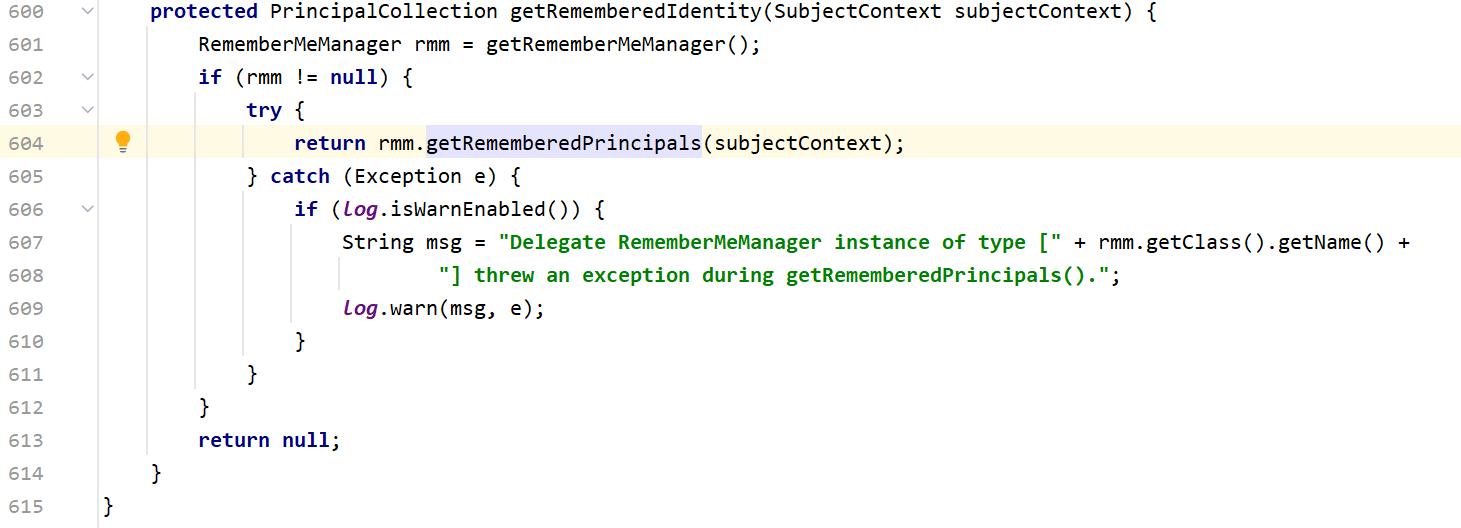 600 protected PrincipalCollection getRememberedIdentity(SubjectContext subjectContext) {
601 RememberMeManager rmm = getRememberMeManager();
602 if (rmm != null) {
603 try {
604 return rmm.getRememberedPrincipals(subjectContext);
605 } catch (Exception e) {
606 if (log.isWarnEnabled()) {
607 String msg = "Delegate RememberMeManager instance of type [" + rmm.getClass().getName() +
608 "] threw an exception during getRememberedPrincipals().";
609 log.warn(msg, e);
610 }
611 }
612 }
613 return null;
614 }
615 }